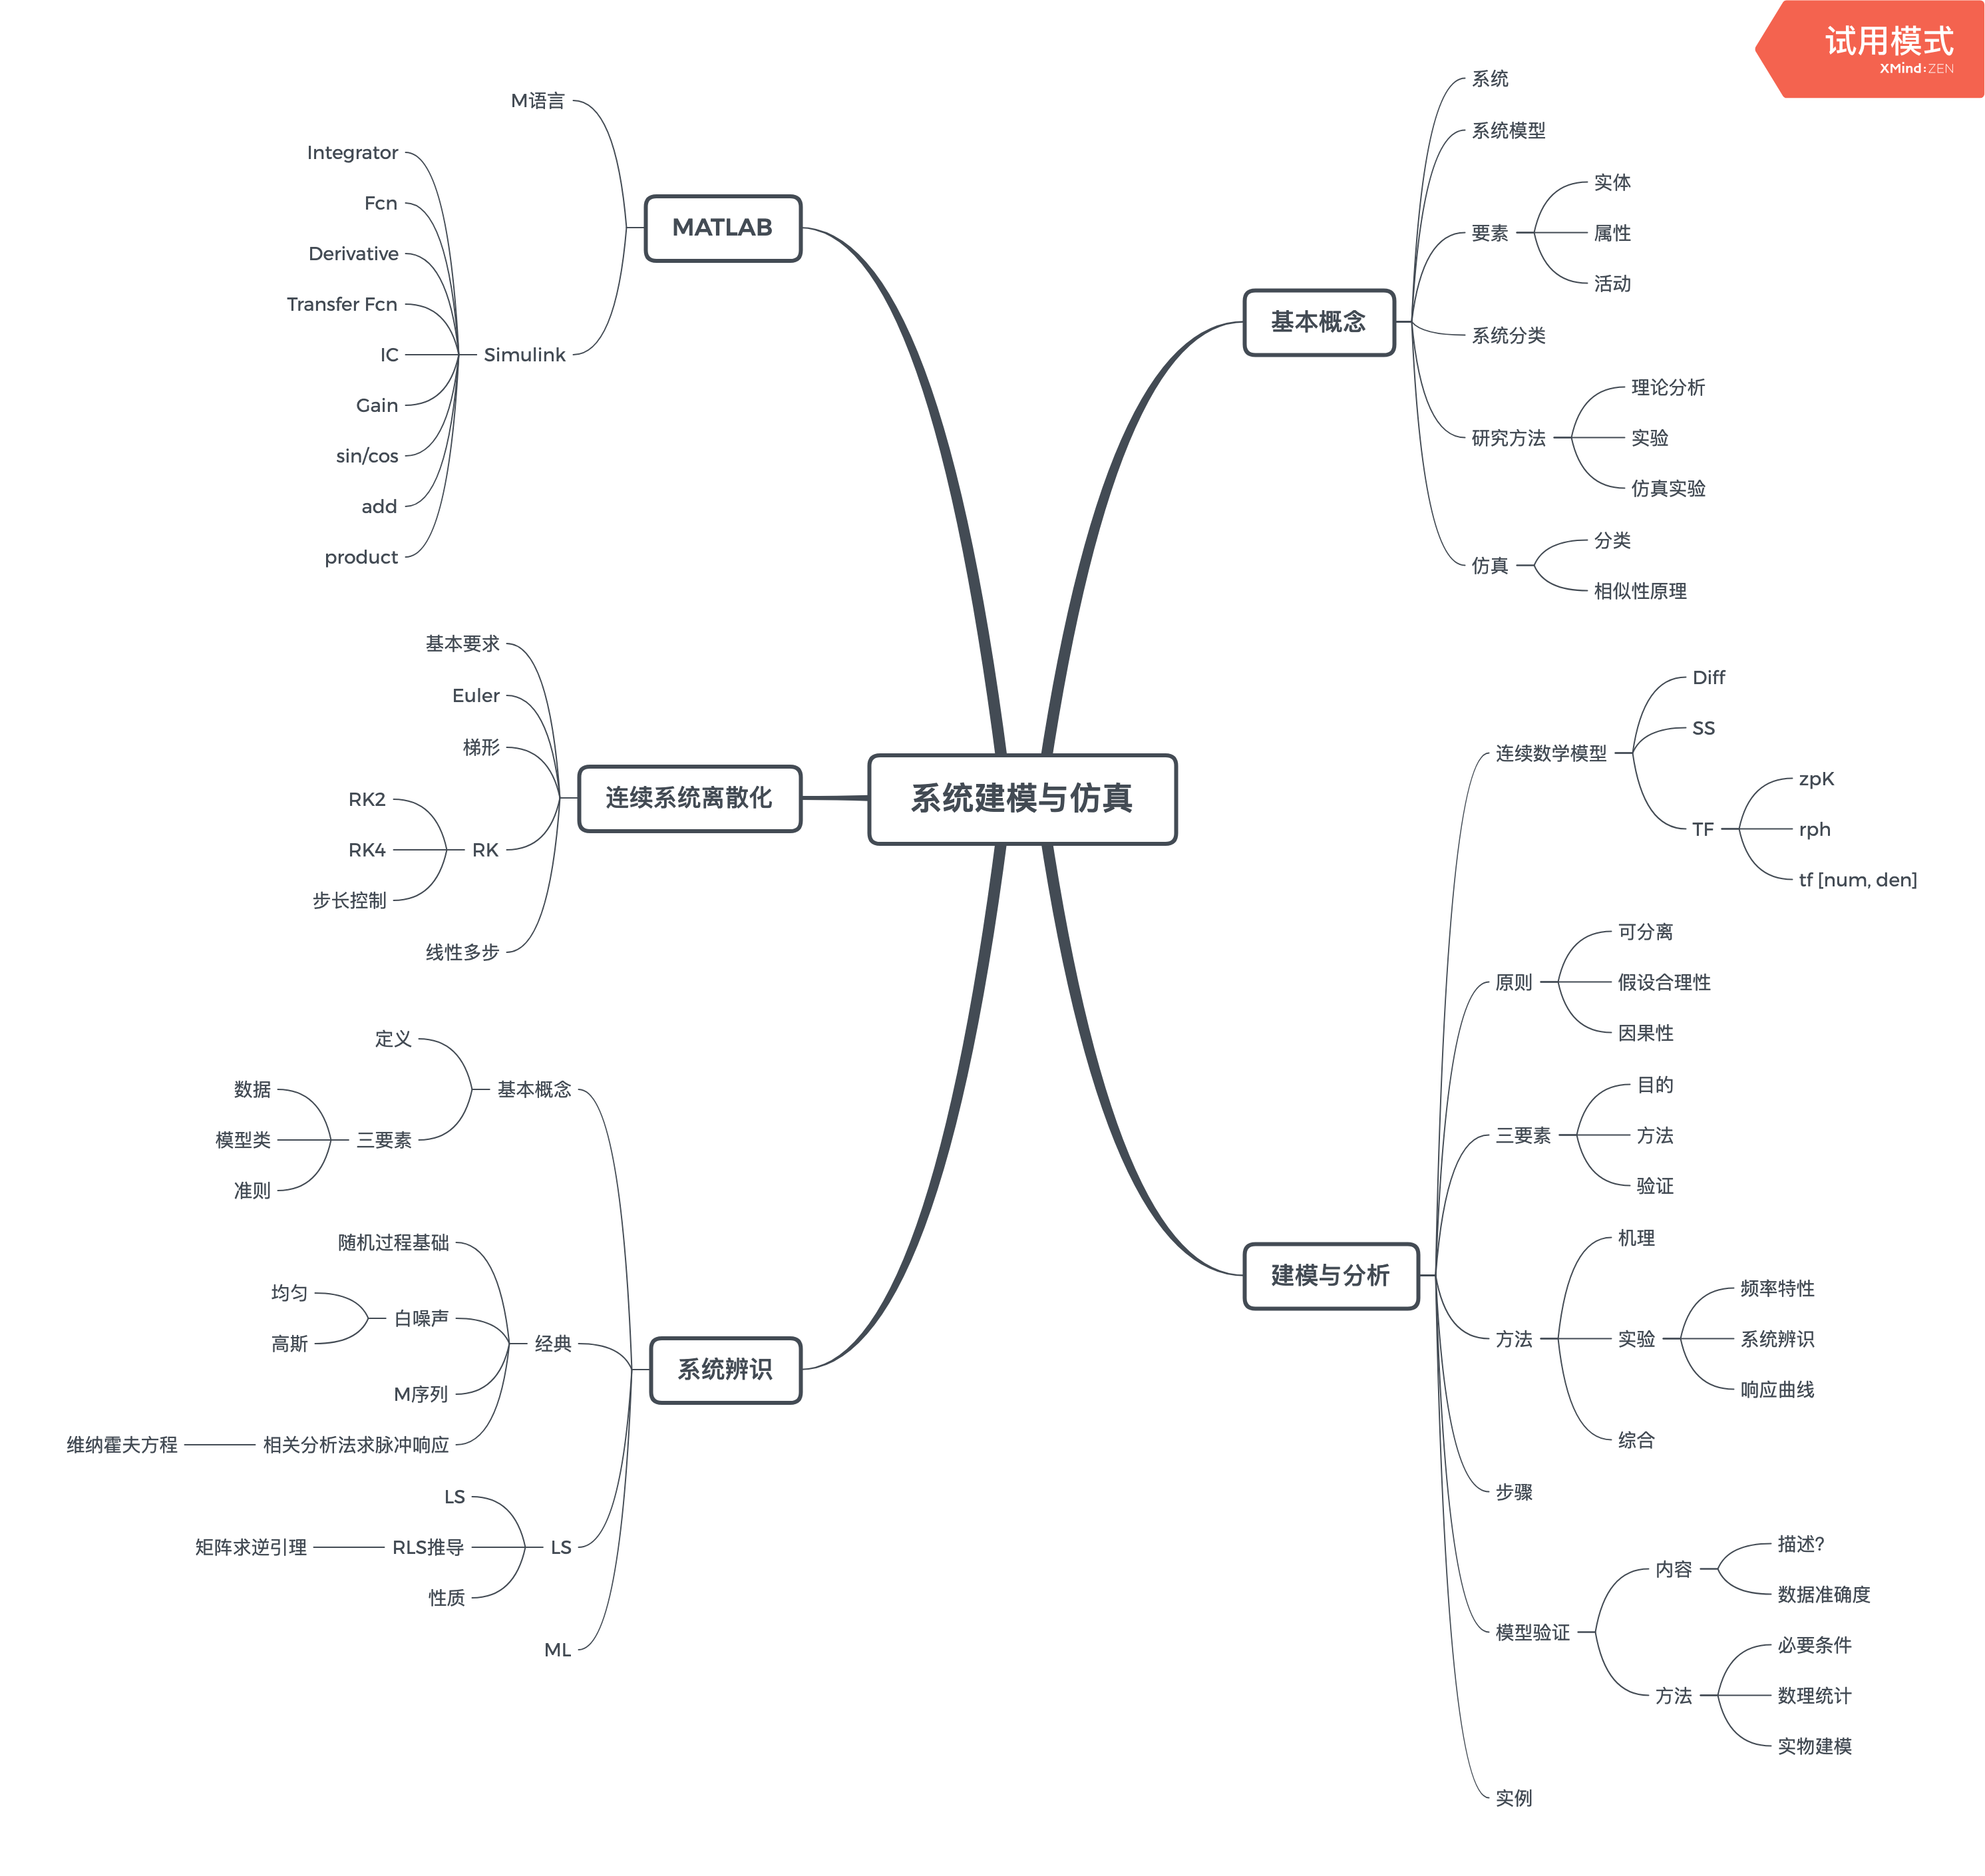 试用模式
XMind:ZEN
系统建模与仿真
基本概念
系统
系统模型
要素
实体
属性
活动
系统分类
研究方法
理论分析
实验
仿真实验
仿真
分类
相似性原理
建模与分析
连续数学模型
Diff
SS
TF
zpK
rph
tf [num, den]
原则
可分离
假设合理性
因果性
三要素
目的
方法
验证
方法
机理
实验
频率特性
系统辨识
响应曲线
综合
步骤
模型验证
内容
描述?
数据准确度
方法
必要条件
数理统计
实物建模
实例
MATLAB
M语言
Simulink
Integrator
Fcn
Derivative
Transfer Fcn
IC
Gain
sin/cos
add
product
连续系统离散化
基本要求
Euler
梯形
RK
RK2
RK4
步长控制
线性多步
系统辨识
基本概念
定义
三要素
数据
模型类
准则
经典
随机过程基础
白噪声
均匀
高斯
M序列
相关分析法求脉冲响应
维纳霍夫方程
LS
LS
RLS推导
矩阵求逆引理
性质
ML